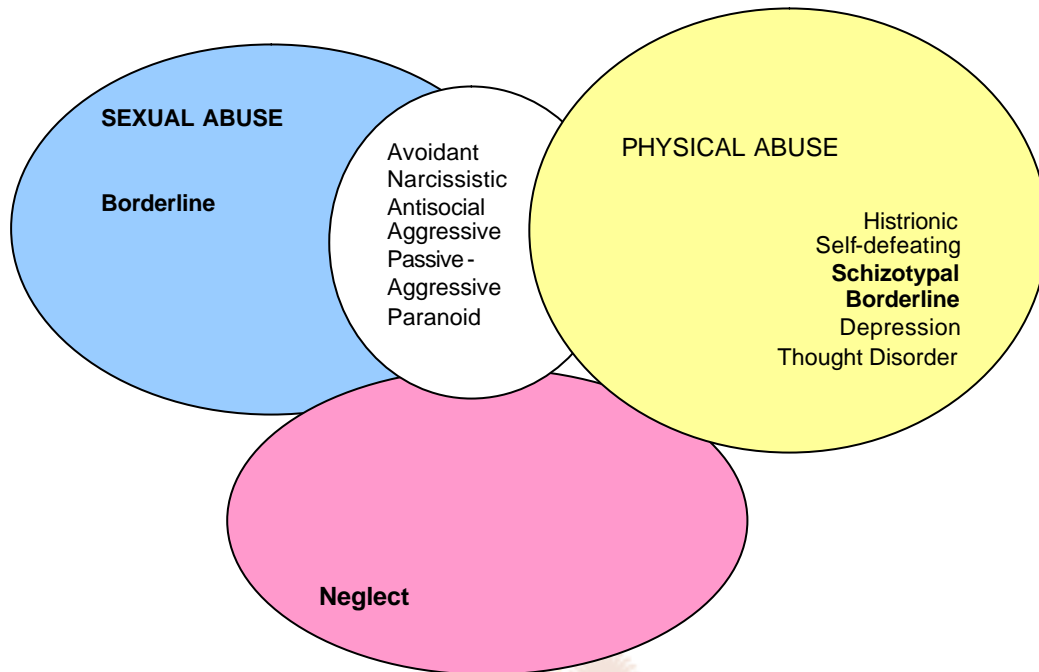 SEXUAL ABUSE
Borderline
Avoidant
Narcissistic
Antisocial
Aggressive
Passive-
Aggressive
Paranoid
PHYSICAL ABUSE
Histrionic
Self-defeating
Schizotypal
Borderline
Depression
Thought Disorder
Neglect